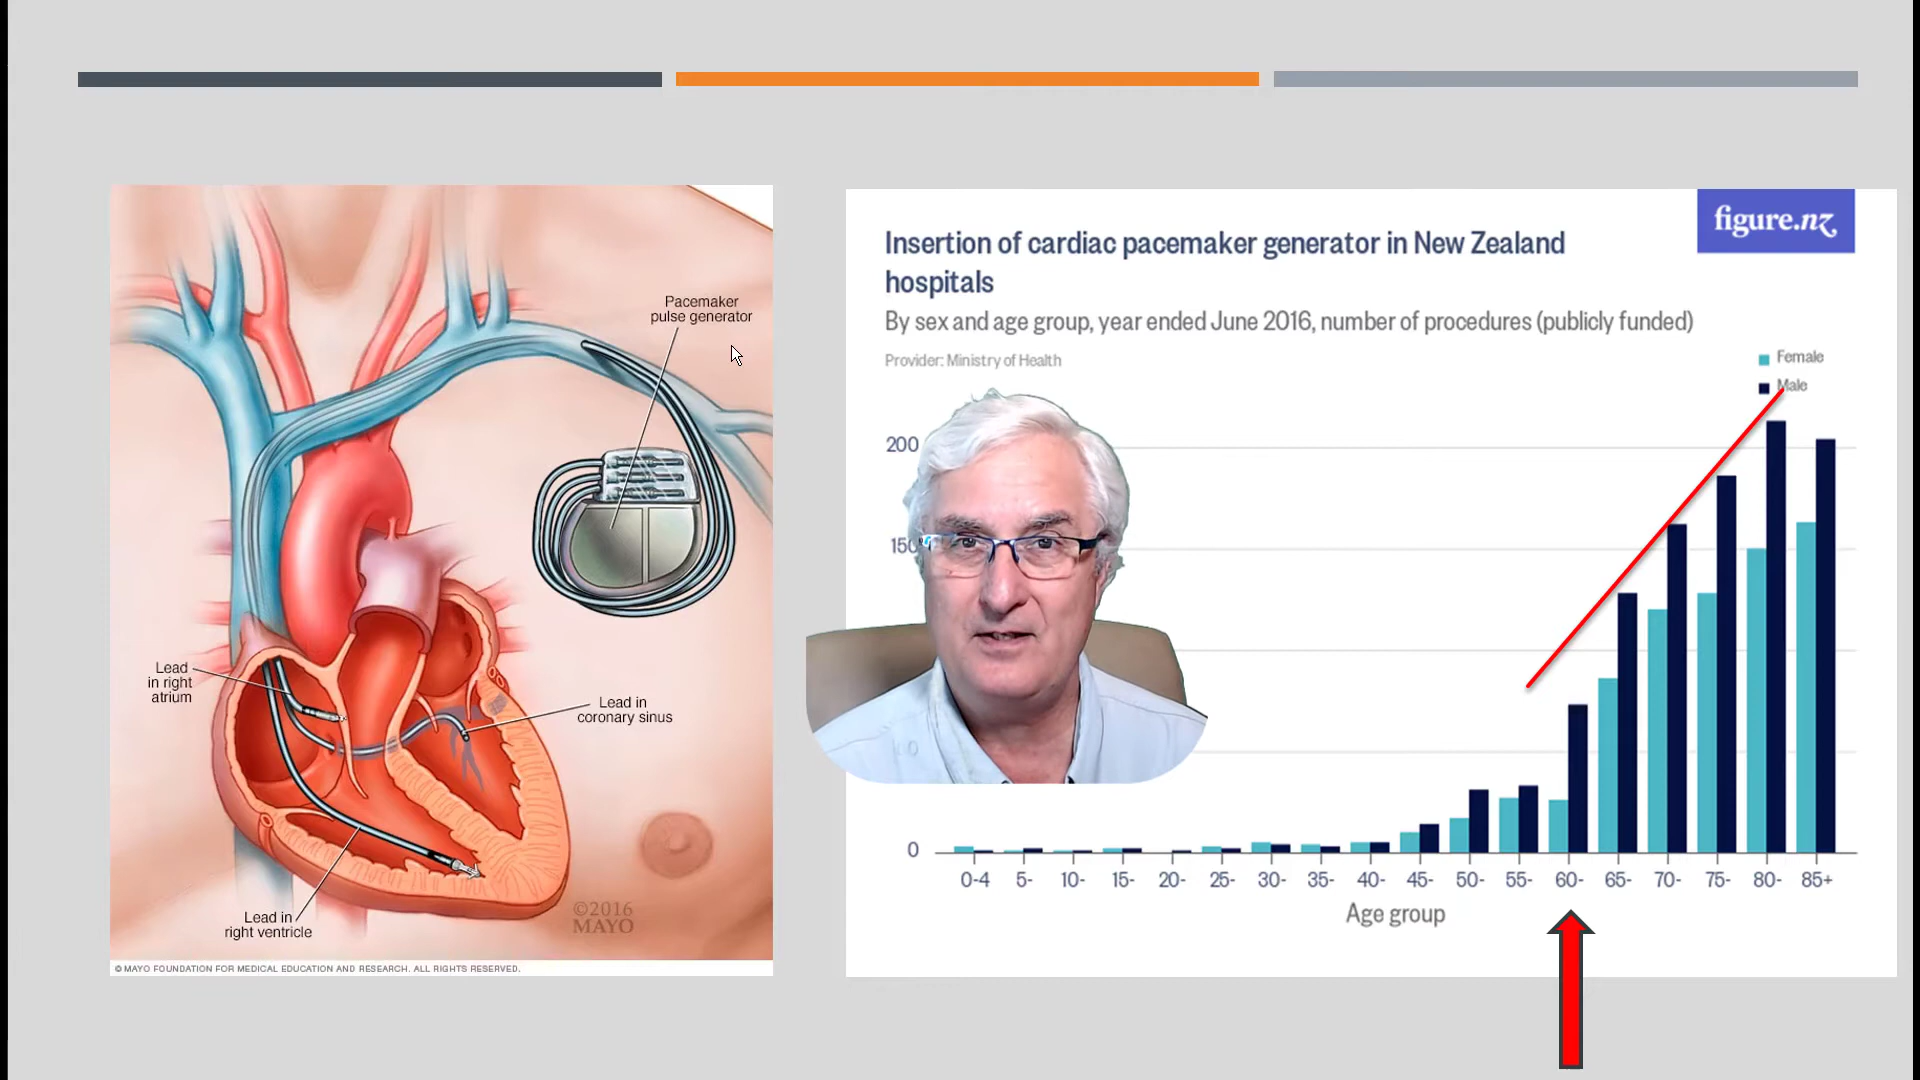 Pacemaker
pulse generator
Lead
in right
atrium
Lead in
coronary sinus
Lead in
right ventricle
©2016
MAYO
© MAYO FOUNDATION FOR MEDICAL EDUCATION AND RESEARCH. ALL RIGHTS RESERVED.
figure.nz
Insertion of cardiac pacemaker generator in New Zealand
hospitals
By sex and age group, year ended June 2016, number of procedures (publicly funded)
Provider: Ministry of Health
Female
Male
200
150
0
0-4 5- 10- 15- 20- 25- 30- 35- 40- 45- 50- 55- 60- 65- 70- 75- 80- 85+
Age group